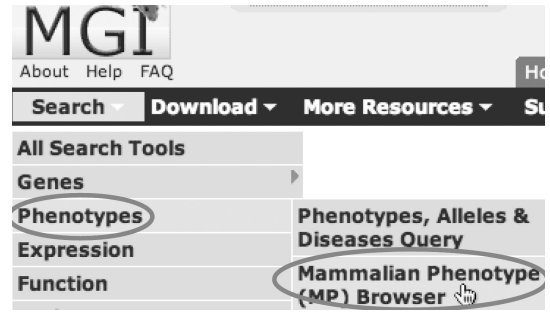 MGI
About Help FAQ
Search Download More Resources
All Search Tools
Genes
Phenotypes
Expression
Function
Phenotypes, Alleles &
Diseases Query
Mammalian Phenotype
(MP) Browser